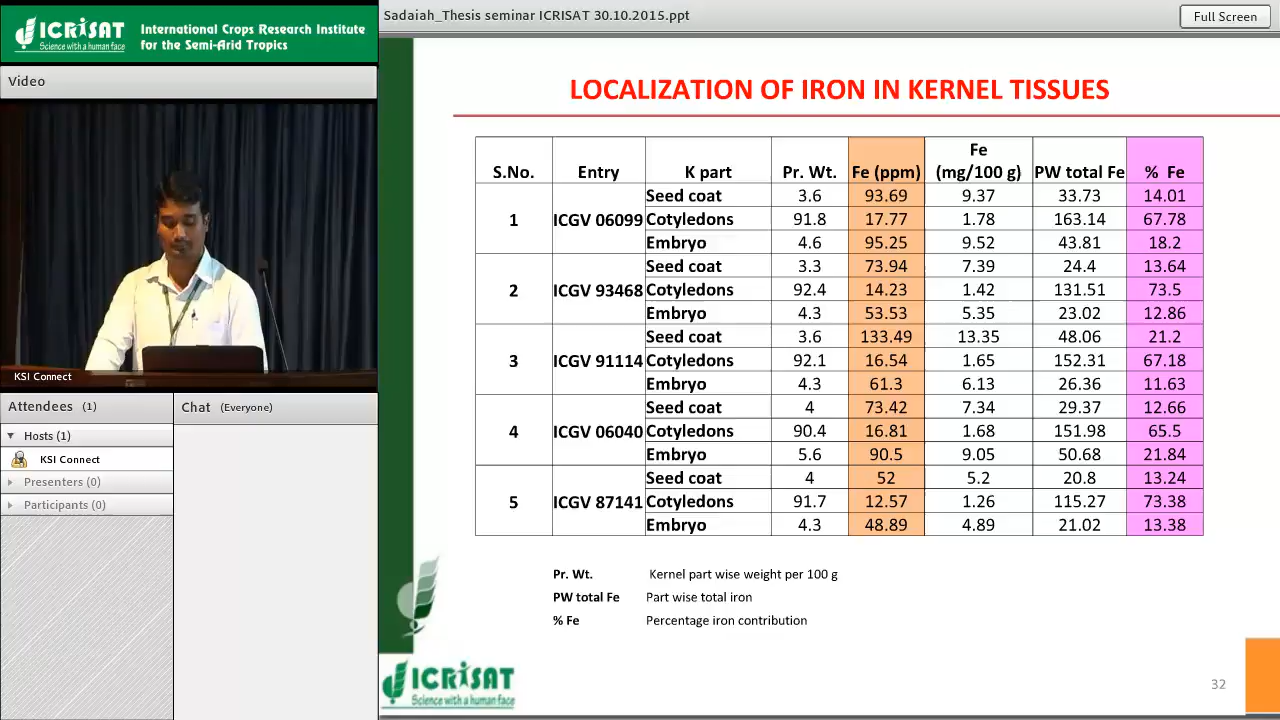 ICRISAT
Science with a human face
International Crops Research Institute
for the Semi-Arid Tropics
Sadaiah_Thesis seminar ICRISAT 30.10.2015.ppt
Full Screen
Video
KSI Connect
Attendees (1)
Hosts (1)
KSI Connect
Presenters (0)
Participants (0)
Chat (Everyone)
LOCALIZATION OF IRON IN KERNEL TISSUES
S.No. Entry K part Pr. Wt. Fe (ppm) Fe (mg/100 g) PW total Fe % Fe
1 ICGV 06099 Seed coat 3.6 93.69 9.37 33.73 14.01
Cotyledons 91.8 17.77 1.78 163.14 67.78
Embryo 4.6 95.25 9.52 43.81 18.2
2 ICGV 93468 Seed coat 3.3 73.94 7.39 24.4 13.64
Cotyledons 92.4 14.23 1.42 131.51 73.5
Embryo 4.3 53.53 5.35 23.02 12.86
3 ICGV 91114 Seed coat 3.6 133.49 13.35 48.06 21.2
Cotyledons 92.1 16.54 1.65 152.31 67.18
Embryo 4.3 61.3 6.13 26.36 11.63
4 ICGV 06040 Seed coat 4 73.42 7.34 29.37 12.66
Cotyledons 90.4 16.81 1.68 151.98 65.5
Embryo 5.6 90.5 9.05 50.68 21.84
5 ICGV 87141 Seed coat 4 52 5.2 20.8 13.24
Cotyledons 91.7 12.57 1.26 115.27 73.38
Embryo 4.3 48.89 4.89 21.02 13.38
Pr. Wt. Kernel part wise weight per 100 g
PW total Fe Part wise total iron
% Fe Percentage iron contribution
ICRISAT
Science with a human face
32